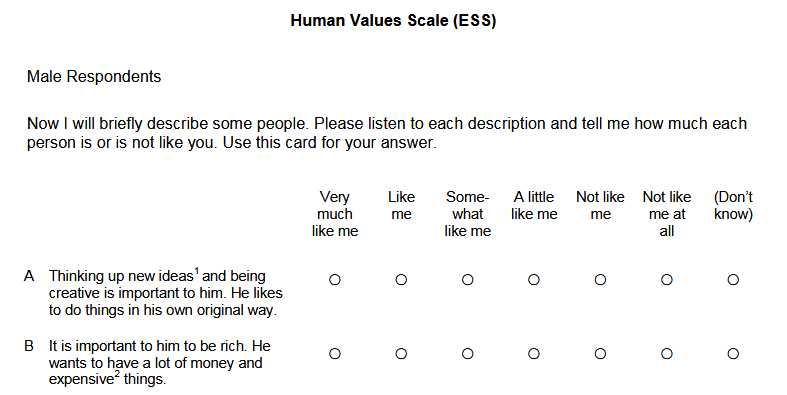 Human Values Scale (ESS)
Male Respondents
Now I will briefly describe some people. Please listen to each description and tell me how much each
person is or is not like you. Use this card for your answer.
Very much like me
Like me
Some-what like me
A little like me
Not like me
Not like me at all
(Don't know)
A Thinking up new ideas¹ and being
creative is important to him. He likes
to do things in his own original way.
B It is important to him to be rich. He
wants to have a lot of money and
expensive² things.